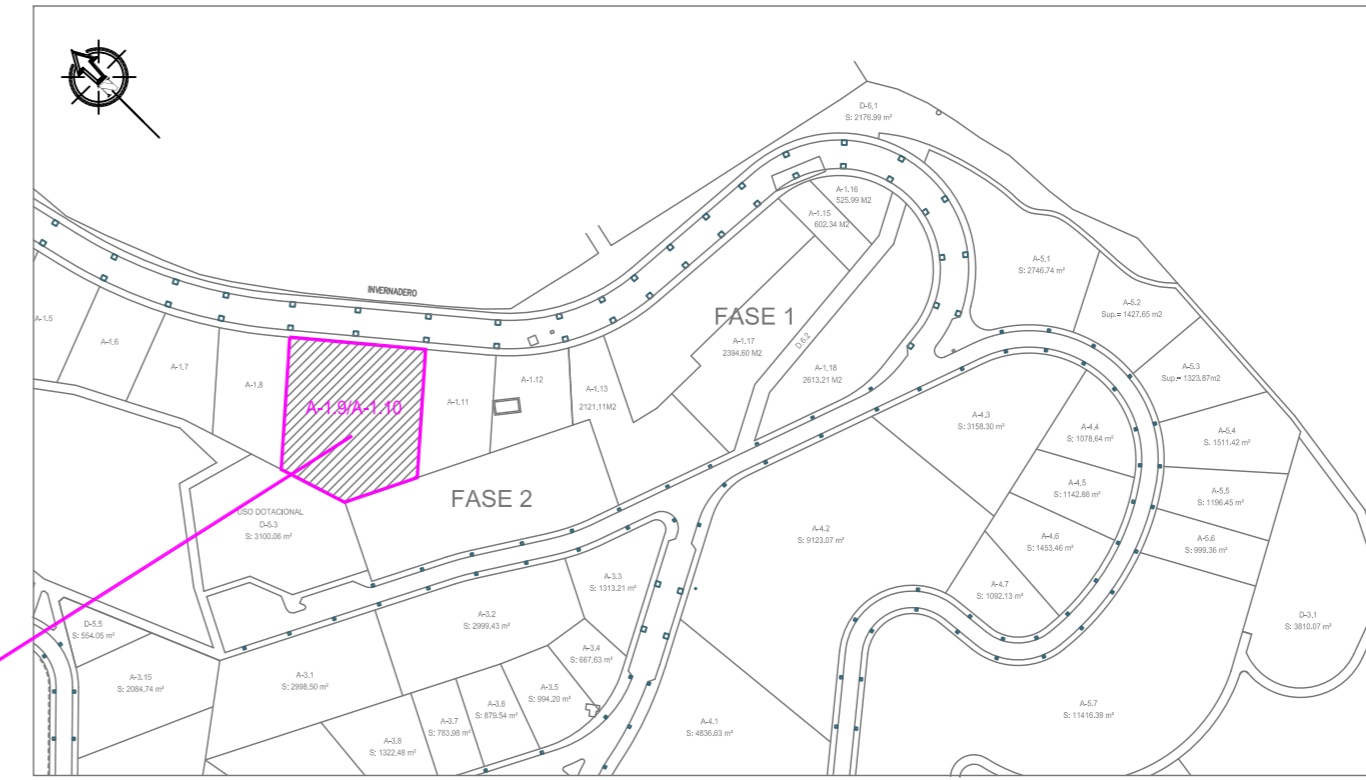 D-6.1
S: 2176.99 m²
A-1.16
525.99 M2
A-1.15
602.34 M2
A-5.1
S: 2746.74 m²
INVERNADERO
A-5.2
Sup.= 1427.65 m2
FASE 1
A-1.5
A-1.6
A-1.7
A-1.8
A-1.9/A-1.10
A-1.11
A-1.12
A-1.13
2121.11M2
A-1.17
2394.60 M2
D.6.2
A-1.18
2613.21 M2
A-5.3
Sup.= 1323.87m2
A-4.3
S: 3158.30 m²
A-4.4
S: 1078.64 m²
A-5.4
S. 1511.42 m²
FASE 2
A-4.5
S: 1142.86 m²
A-5.5
S: 1196.45 m²
USO DOTACIONAL
D-5.3
S: 3100.06 m²
A-4.2
S: 9123.07 m²
A-4.6
S: 1453.46 m²
A-5.6
S: 999.36 m²
A-3.3
S: 1313.21 m²
A-4.7
S: 1092.13 m²
A-3.2
S: 2999.43 m²
D-3.1
S: 3810.07 m²
D-5.5
S: 554.05 m²
A-3.4
S: 667.63 m²
A-3.15
S: 2084.74 m²
A-3.1
S: 2998.50 m²
A-3.5
S: 994.20 m²
A-3.6
S: 879.54 m²
A-3.7
S: 783.98 m²
A-3.8
S: 1322.48 m²
A-4.1
S: 4836.63 m²
A-5.7
S: 11416.39 m²